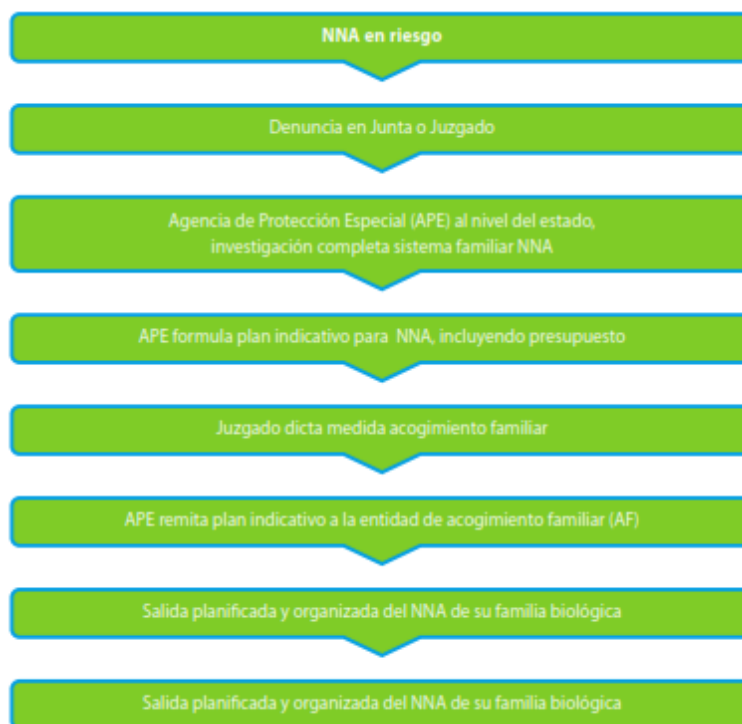 NNA en riesgo
Denuncia en Junta o Juzgado
Agencia de Protección Especial (APE) al nivel del estado,
investigación completa sistema familiar NNA
APE formula plan indicativo para NNA, incluyendo presupuesto
Juzgado dicta medida acogimiento familiar
APE remita plan indicativo a la entidad de acogimiento familiar (AF)
Salida planificada y organizada del NNA de su familia biológica
Salida planificada y organizada del NNA de su familia biológica